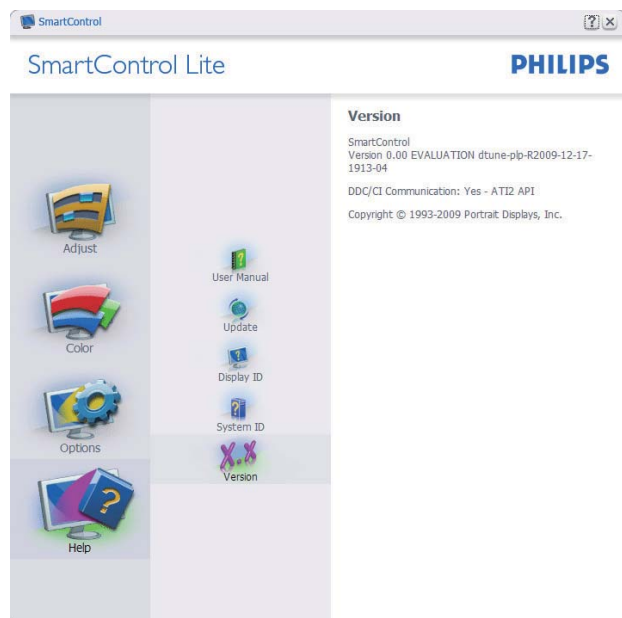 SmartControl
SmartControl Lite
PHILIPS
Adjust
Color
Options
Help
User Manual
Update
Display ID
System ID
X.X
Version
Version
SmartControl
Version 0.00 EVALUATION dtune-plp-R2009-12-17-
1913-04
DDC/CI Communication: Yes - ATI2 API
Copyright © 1993-2009 Portrait Displays, Inc.